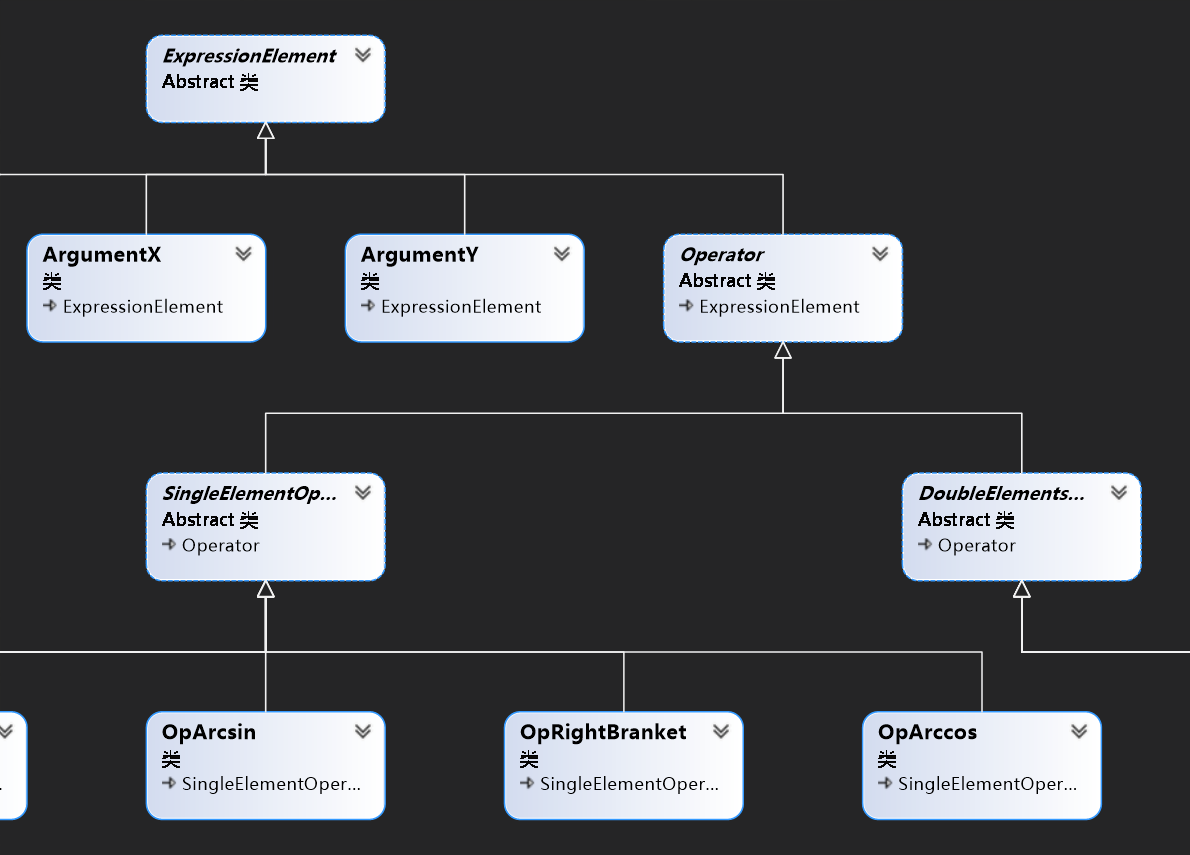 ExpressionElement
Abstract 类
ArgumentX
类
ExpressionElement
ArgumentY
类
ExpressionElement
Operator
Abstract 类
ExpressionElement
SingleElementOp...
Abstract 类
Operator
DoubleElements...
Abstract 类
Operator
OpArcsin
类
SingleElementOper...
OpRightBranket
类
SingleElementOper...
OpArccos
类
SingleElementOper...